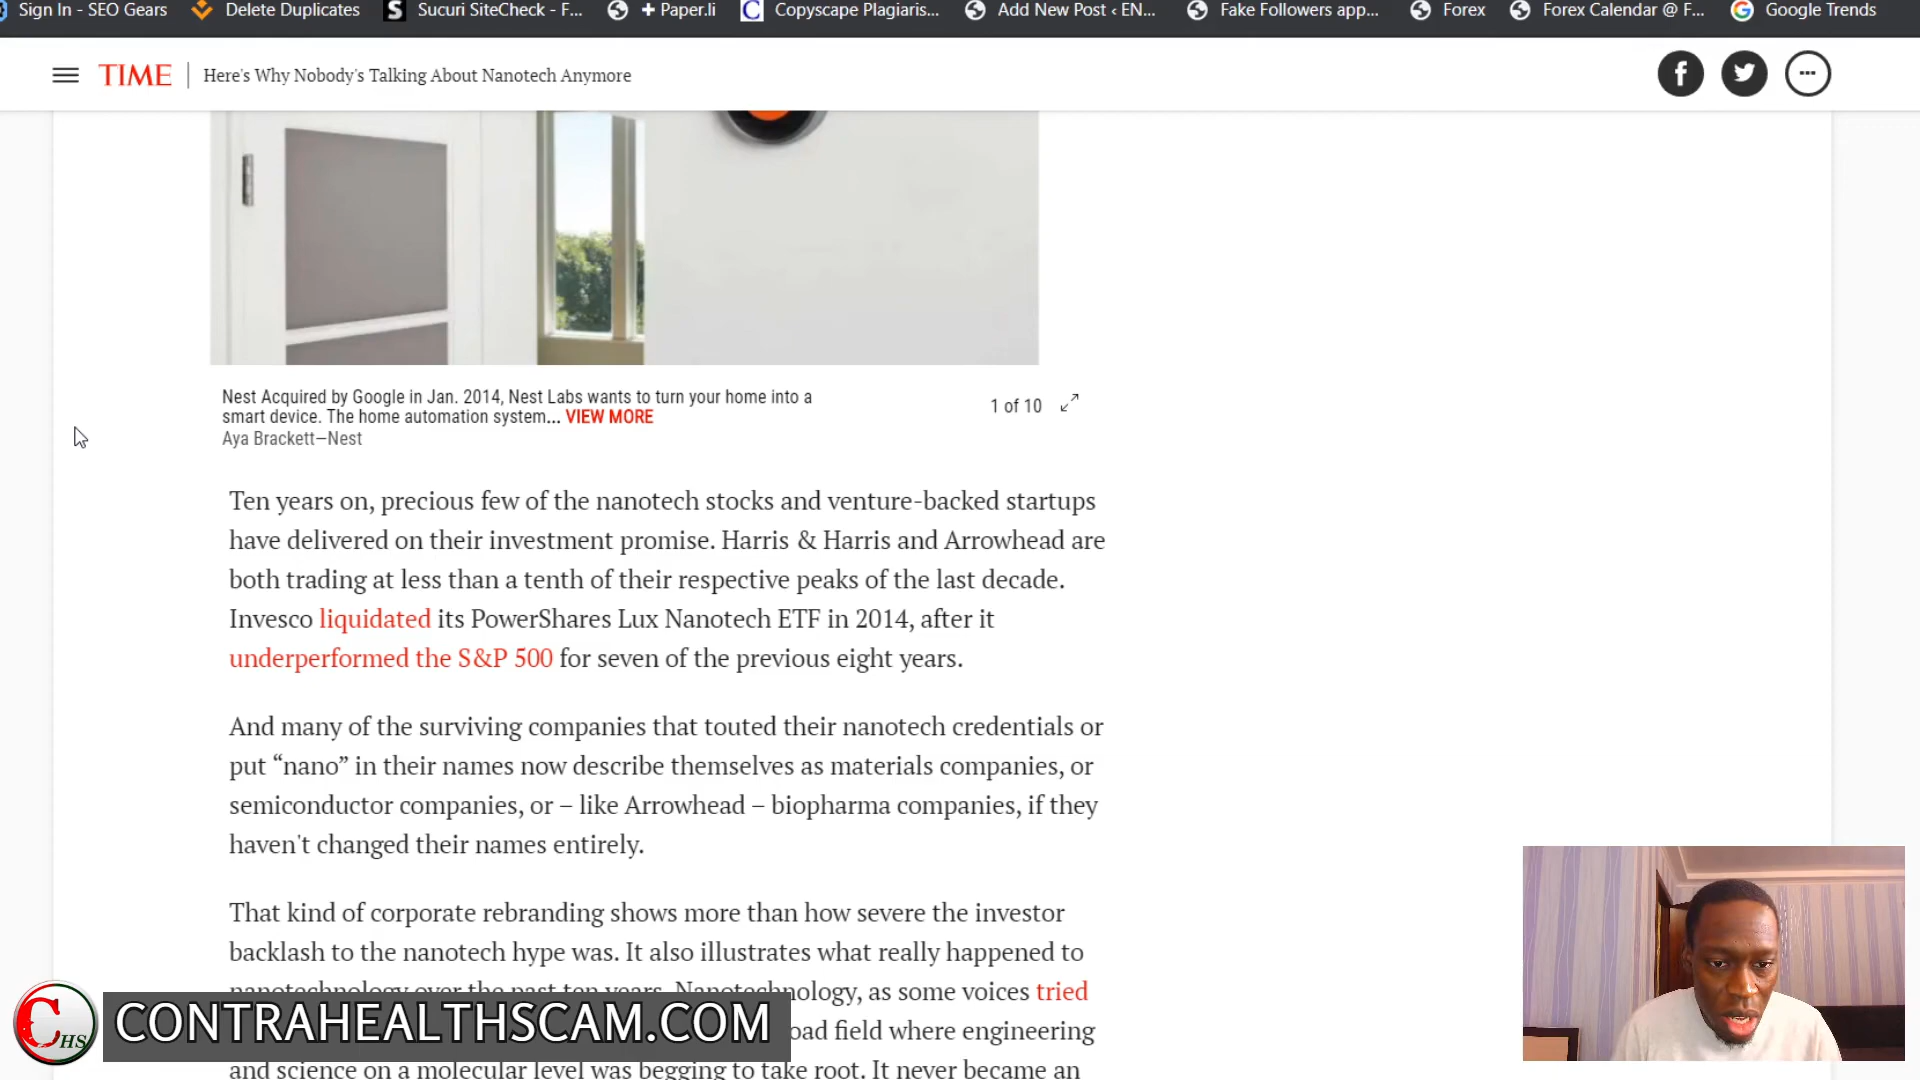 Sign In - SEO Gears Delete Duplicates S Sucuri SiteCheck - F... + Paper.li C Copyscape Plagiaris... Add New Post ‹ EN... Fake Followers app... Forex Forex Calendar @ F... Google Trends
TIME Here's Why Nobody's Talking About Nanotech Anymore
Nest Acquired by Google in Jan. 2014, Nest Labs wants to turn your home into a
smart device. The home automation system... VIEW MORE
1 of 10
Aya Brackett—Nest
Ten years on, precious few of the nanotech stocks and venture-backed startups
have delivered on their investment promise. Harris & Harris and Arrowhead are
both trading at less than a tenth of their respective peaks of the last decade.
Invesco liquidated its PowerShares Lux Nanotech ETF in 2014, after it
underperformed the S&P 500 for seven of the previous eight years.
And many of the surviving companies that touted their nanotech credentials or
put “nano” in their names now describe themselves as materials companies, or
semiconductor companies, or – like Arrowhead – biopharma companies, if they
haven't changed their names entirely.
That kind of corporate rebranding shows more than how severe the investor
backlash to the nanotech hype was. It also illustrates what really happened to
nanotechnology over the past ten years. Nanotechnology, as some voices tried
oad field where engineering
and science on a molecular level was begging to take root. It never became an
CHS CONTRAHEALTHSCAM.COM